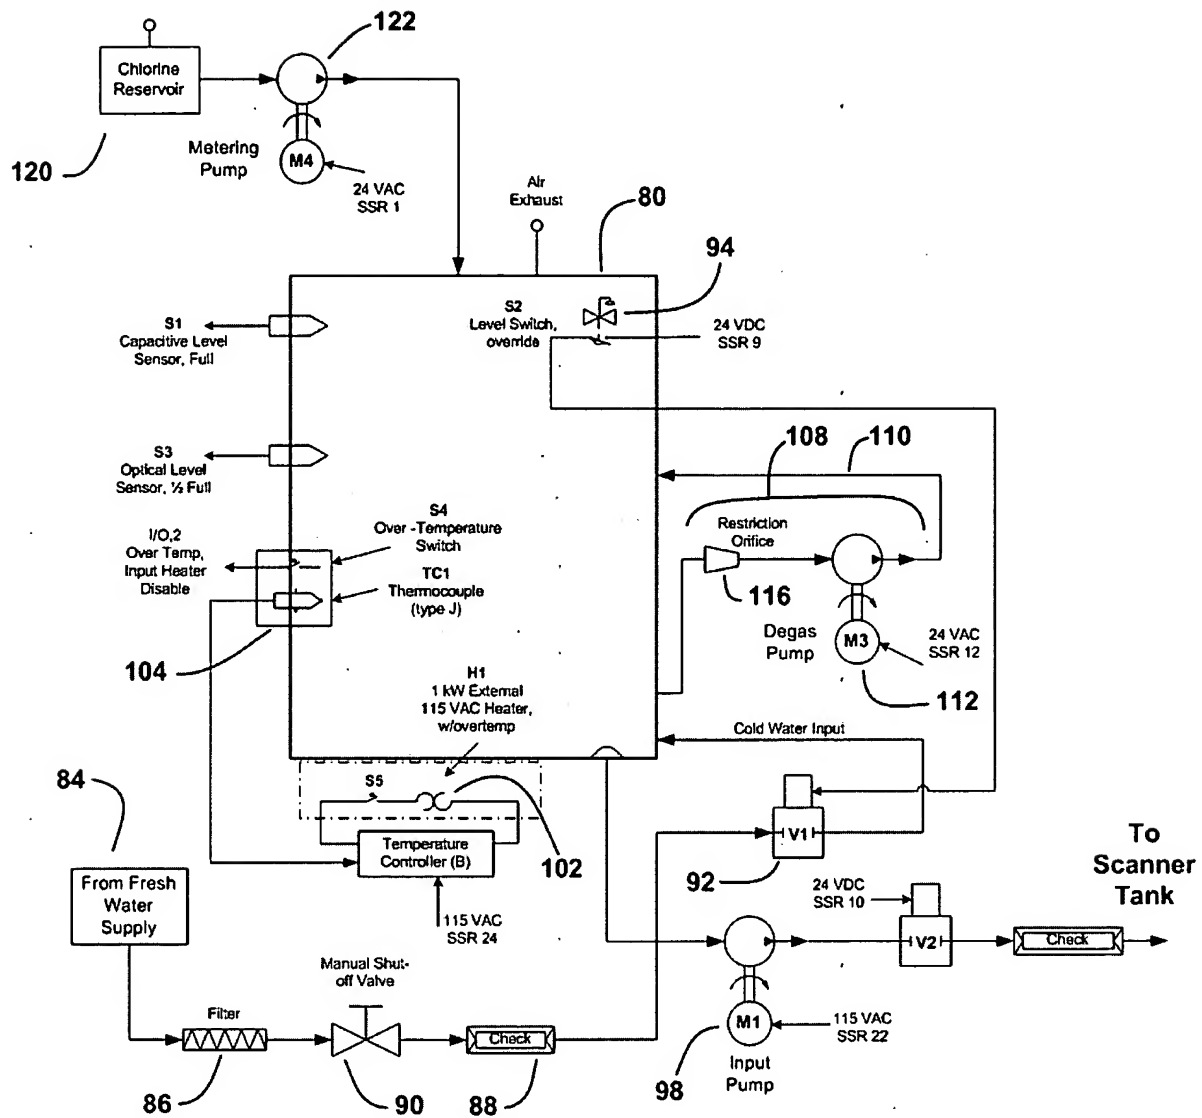 122
Chlorine
Reservoir
120
Metering
Pump
M4
24 VAC
SSR 1
Air
Exhaust
80
94
S1
Capacitive Level
Sensor, Full
S2
Level Switch,
override
24 VDC
SSR 9
108
110
S3
Optical Level
Sensor, ½ Full
Restriction
Orifice
116
S4
Over -Temperature
Switch
I/O,2
Over Temp,
Input Heater
Disable
TC1
Thermocouple
(type J)
104
Degas
Pump
M3
24 VAC
SSR 12
112
H1
1 kW External
115 VAC Heater,
w/overtemp
Cold Water Input
84
S5
102
Temperature
Controller (B)
115 VAC
SSR 24
V1
92
To
Scanner
Tank
From Fresh
Water
Supply
24 VDC
SSR 10
V2
Check
Manual Shut-
off Valve
Filter
86
90
Check
88
M1
115 VAC
SSR 22
98
Input
Pump